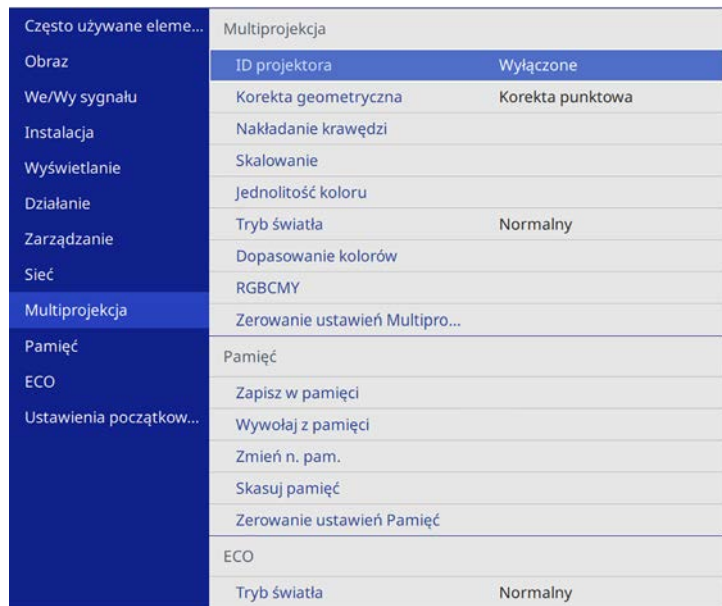 Często używane eleme...
Obraz
We/Wy sygnału
Instalacja
Wyświetlanie
Działanie
Zarządzanie
Sieć
Multiprojekcja
Pamięć
ECO
Ustawienia początkow...
Multiprojekcja
ID projektora Wyłączone
Korekta geometryczna Korekta punktowa
Nakładanie krawędzi
Skalowanie
Jednolitość koloru
Tryb światła Normalny
Dopasowanie kolorów
RGBCMY
Zerowanie ustawień Multipro...
Pamięć
Zapisz w pamięci
Wywołaj z pamięci
Zmień n. pam.
Skasuj pamięć
Zerowanie ustawień Pamięć
ECO
Tryb światła Normalny